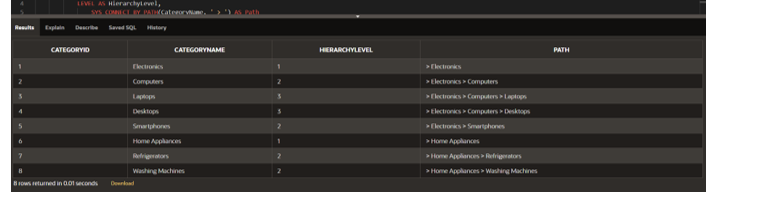 4 LEVEL AS HierarchyLevel,
5 SYS_CONNECT_BY_PATH(CategoryName, ' > ') AS Path
Results Explain Describe Saved SQL History
CATEGORYID CATEGORYNAME HIERARCHYLEVEL PATH
1 Electronics 1 > Electronics
2 Computers 2 > Electronics > Computers
3 Laptops 3 > Electronics > Computers > Laptops
4 Desktops 3 > Electronics > Computers > Desktops
5 Smartphones 2 > Electronics > Smartphones
6 Home Appliances 1 > Home Appliances
7 Refrigerators 2 > Home Appliances > Refrigerators
8 Washing Machines 2 > Home Appliances > Washing Machines
8 rows returned in 0.01 seconds Download